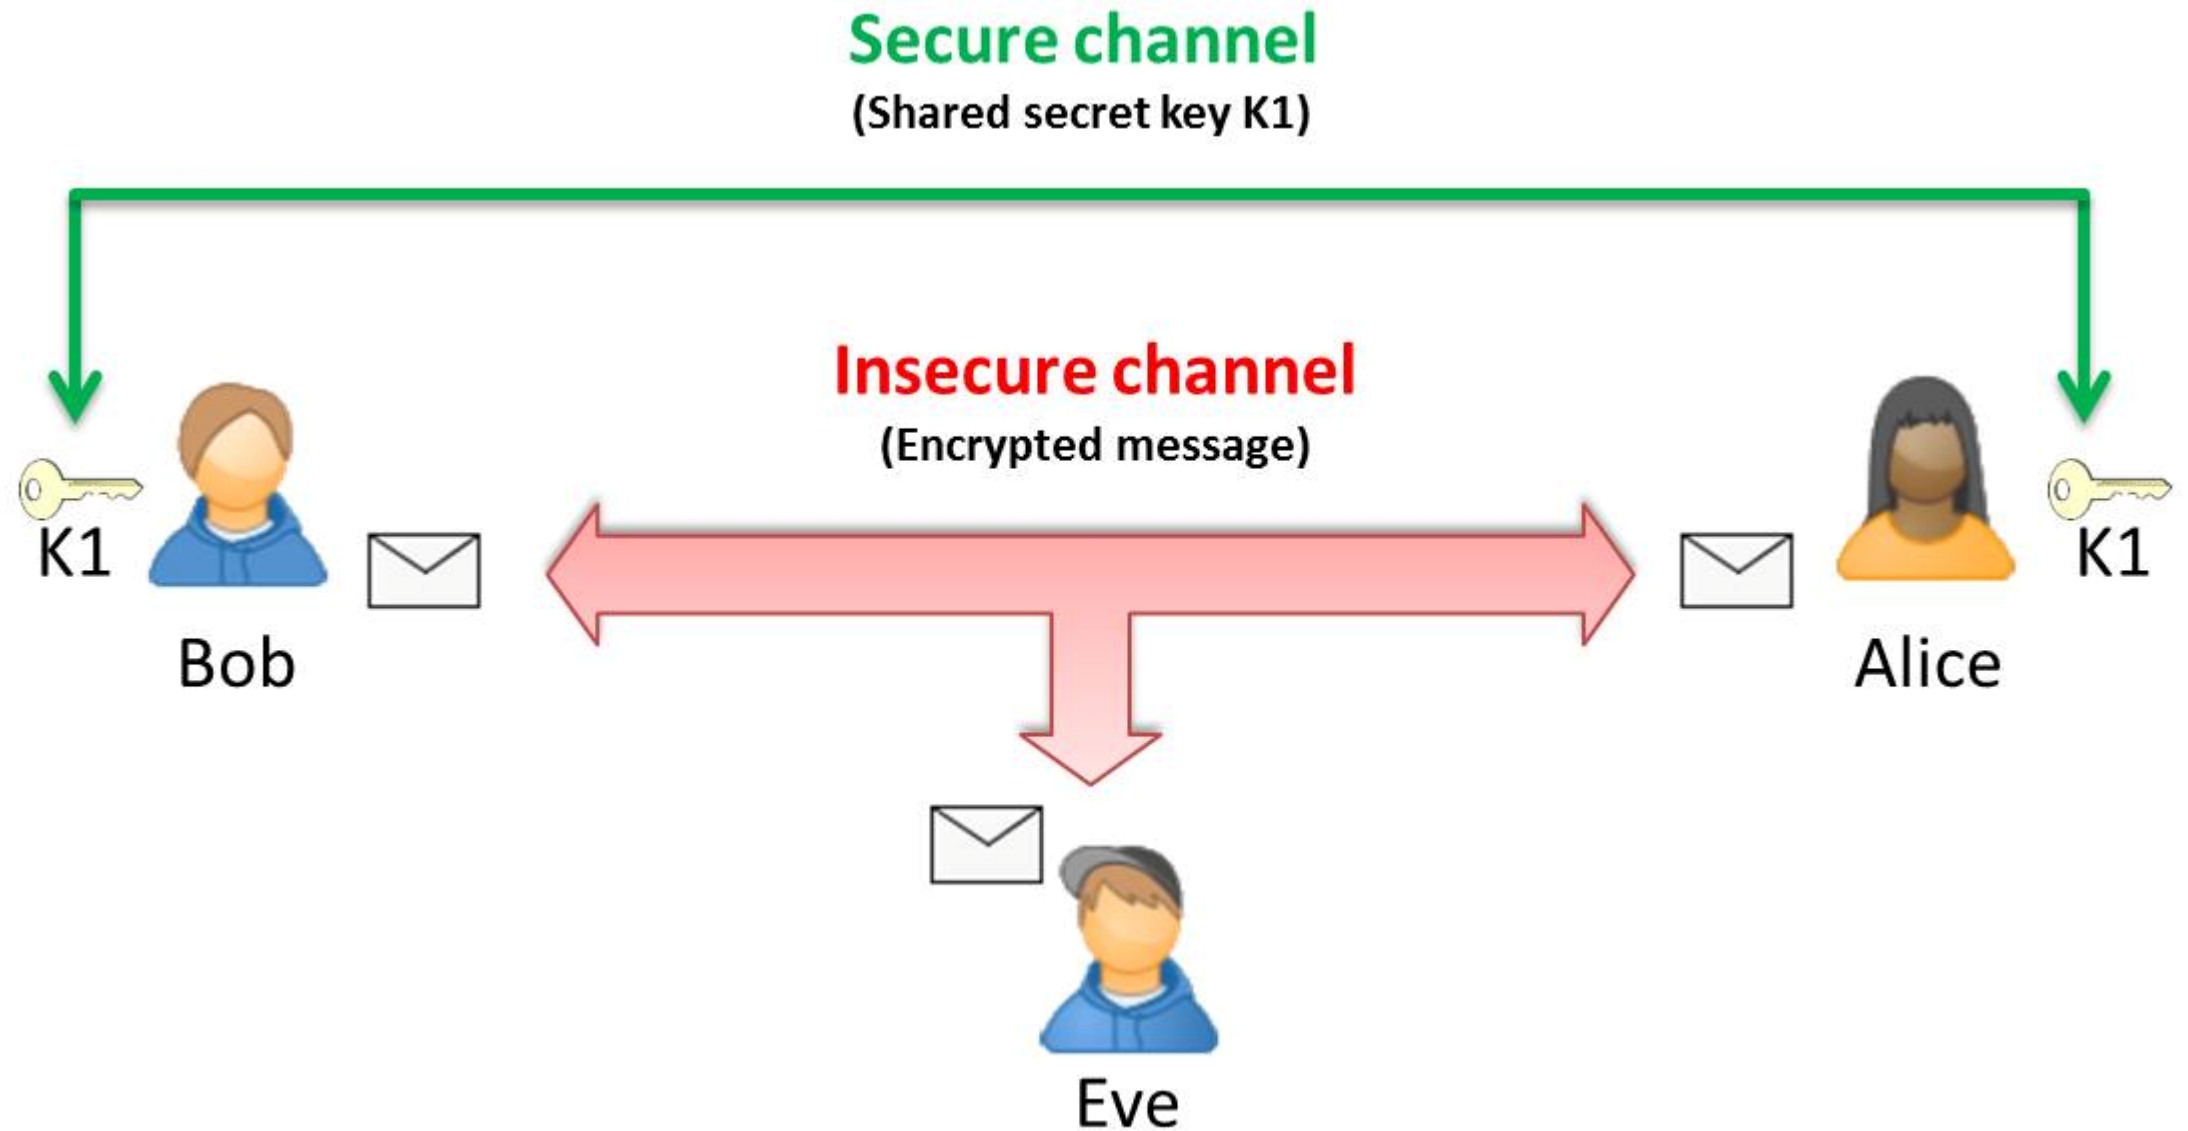 Secure channel
(Shared secret key K1)
Insecure channel
(Encrypted message)
K1
K1
Bob
Alice
Eve